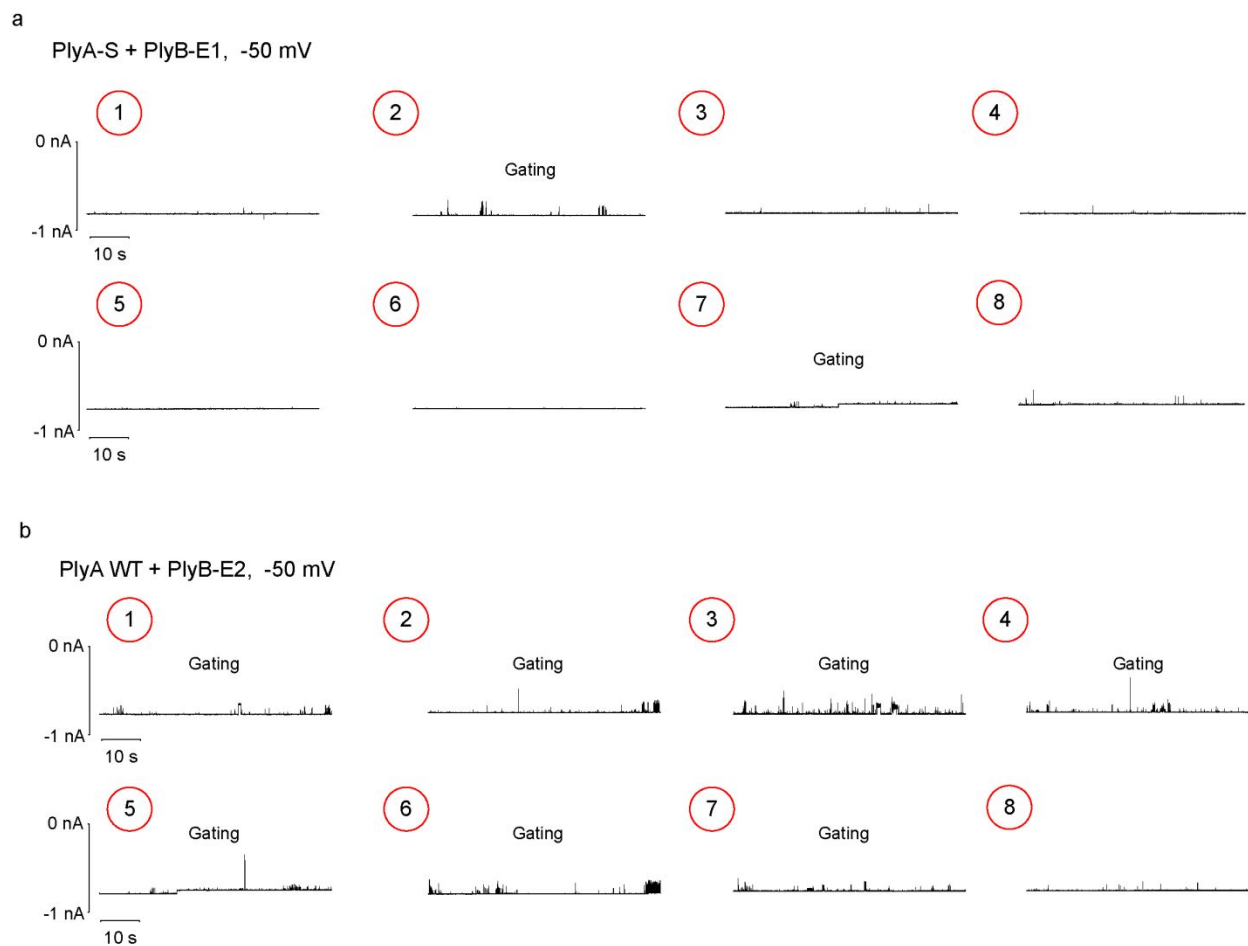 a
PlyA-S + PlyB-E1, -50 mV
1 2 3 4
0 nA
Gating
-1 nA
10 s
5 6 7 8
0 nA
Gating
-1 nA
10 s
b
PlyA WT + PlyB-E2, -50 mV
1 2 3 4
0 nA
Gating Gating Gating Gating
-1 nA
10 s
5 6 7 8
0 nA
Gating Gating Gating
-1 nA
10 s